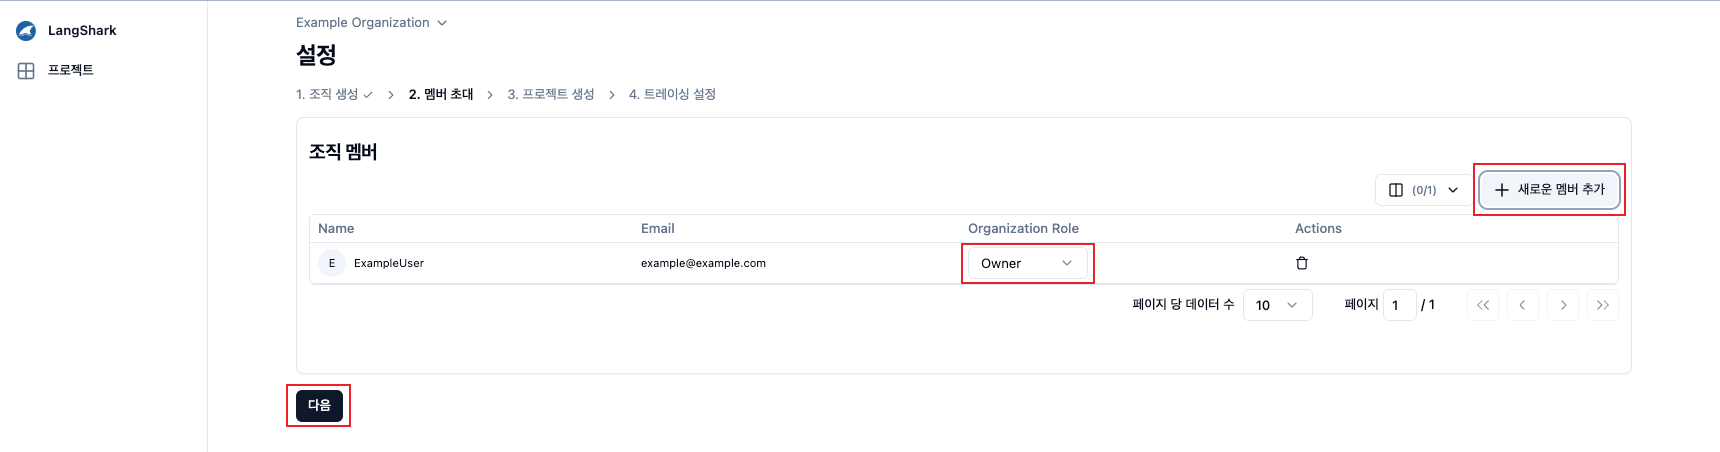 LangShark
프로젝트
Example Organization
설정
1. 조직 생성 > 2. 멤버 초대 > 3. 프로젝트 생성 > 4. 트레이싱 설정
조직 멤버
(0/1) 새로운 멤버 추가
Name Email Organization Role Actions
E ExampleUser example@example.com Owner
페이지 당 데이터 수 10 페이지 1 / 1
다음